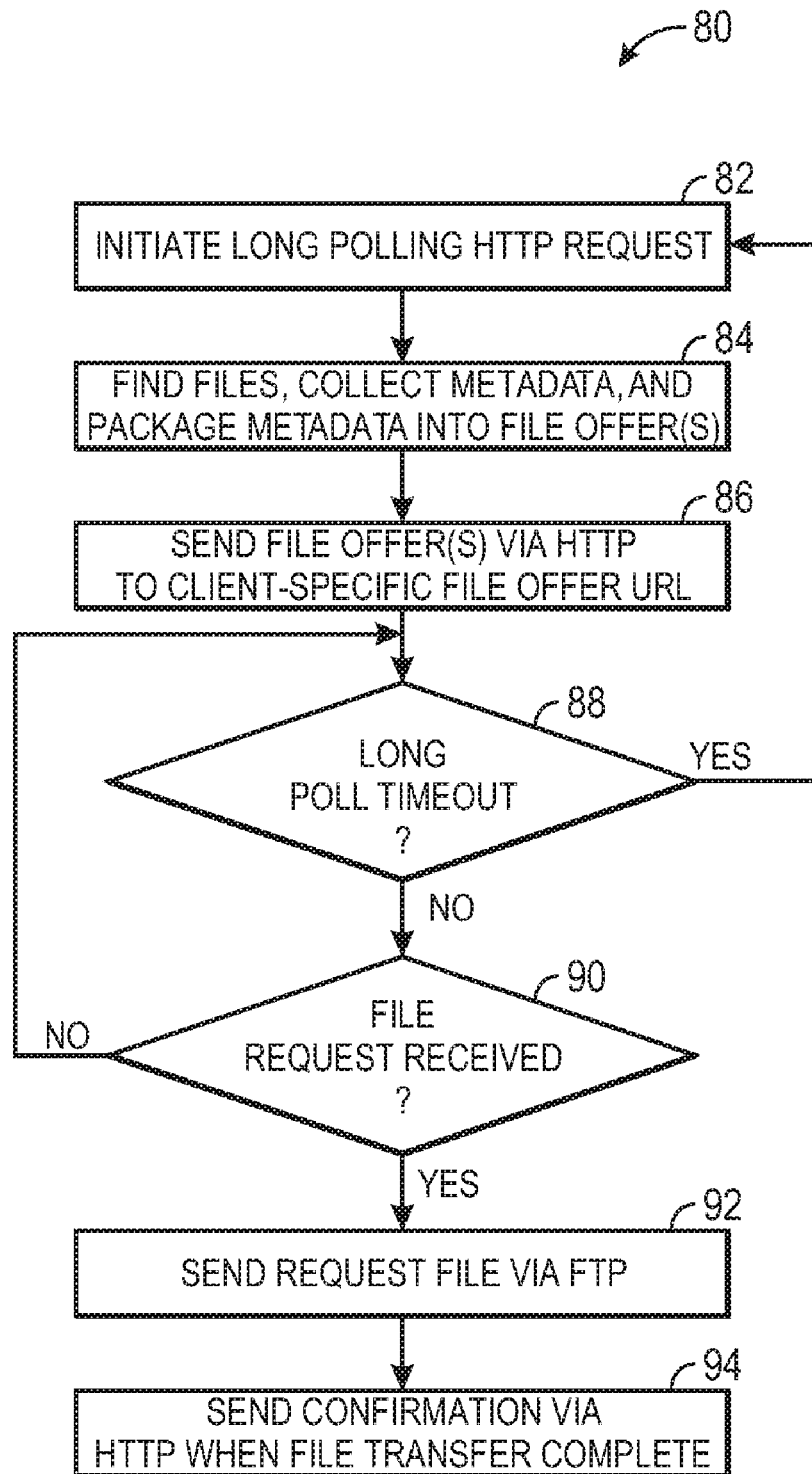 80
82
INITIATE LONG POLLING HTTP REQUEST
84
FIND FILES, COLLECT METADATA, AND
PACKAGE METADATA INTO FILE OFFER(S)
86
SEND FILE OFFER(S) VIA HTTP
TO CLIENT-SPECIFIC FILE OFFER URL
88
LONG
POLL TIMEOUT
?
YES
NO
90
FILE
REQUEST RECEIVED
?
NO
YES
92
SEND REQUEST FILE VIA FTP
94
SEND CONFIRMATION VIA
HTTP WHEN FILE TRANSFER COMPLETE